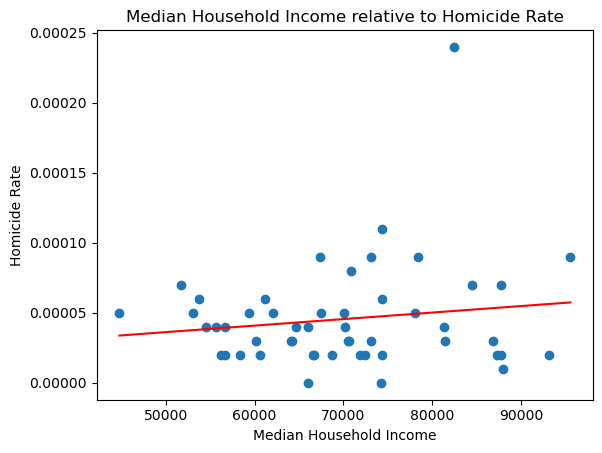 Median Household Income relative to Homicide Rate
0.00025
0.00020
0.00015
0.00010
0.00005
0.00000
Homicide Rate
50000 60000 70000 80000 90000
Median Household Income